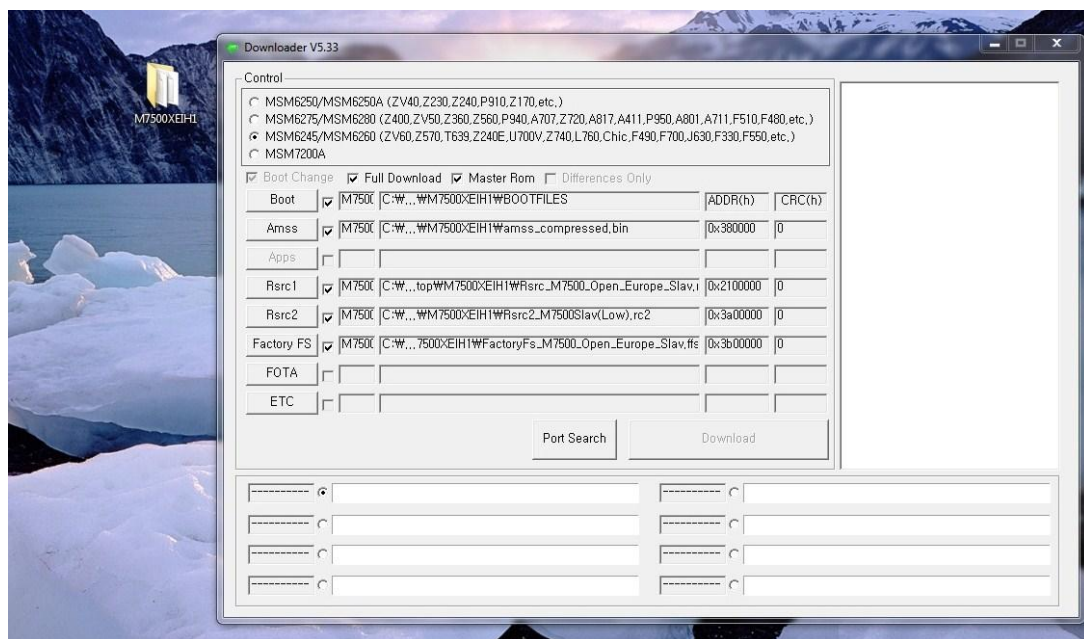 M7500XEIH1
Downloader V5.33
Control
MSM6250/MSM6250A (ZV40,Z230,Z240,P910,Z170,etc,)
MSM6275/MSM6280 (Z400,ZV50,Z360,Z560,P940,A707,Z720,A817,A411,P950,A801,A711,F510,F480,etc,)
MSM6245/MSM6260 (ZV60,Z570,T639,Z240E,U700V,Z740,L760,Chic,F490,F700,J630,F330,F550,etc,)
MSM7200A
Boot Change Full Download Master Rom Differences Only
Boot M750( C:₩,,,₩M7500XEIH1₩BOOTFILES ADDR(h) CRC(h)
Amss M750( C:₩,,,₩M7500XEIH1₩amss_compressed,bin 0x380000 0
Apps
Rsrc1 M750( C:₩,,,top₩M7500XEIH1₩Rsrc_M7500_Open_Europe_Slav,r 0x2100000 0
Rsrc2 M750( C:₩,,,₩M7500XEIH1₩Rsrc2_M7500Slav(Low),rc2 0x3a00000 0
Factory FS M750( C:₩,,,7500XEIH1₩FactoryFs_M7500_Open_Europe_Slav,ffs 0x3b00000 0
FOTA
ETC
Port Search Download
---------- ----------
---------- ----------
---------- ----------
---------- ----------